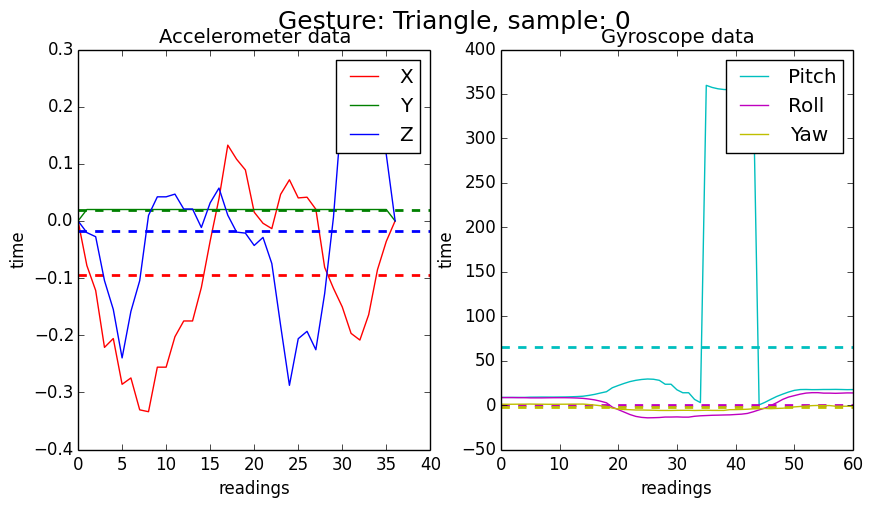 Gesture: Triangle, sample: 0
Accelerometer data
0.3
0.2
0.1
0.0
−0.1
−0.2
−0.3
−0.4
time
0 5 10 15 20 25 30 35 40
readings
X
Y
Z
Gyroscope data
400
350
300
250
200
150
100
50
0
−50
time
0 10 20 30 40 50 60
readings
Pitch
Roll
Yaw